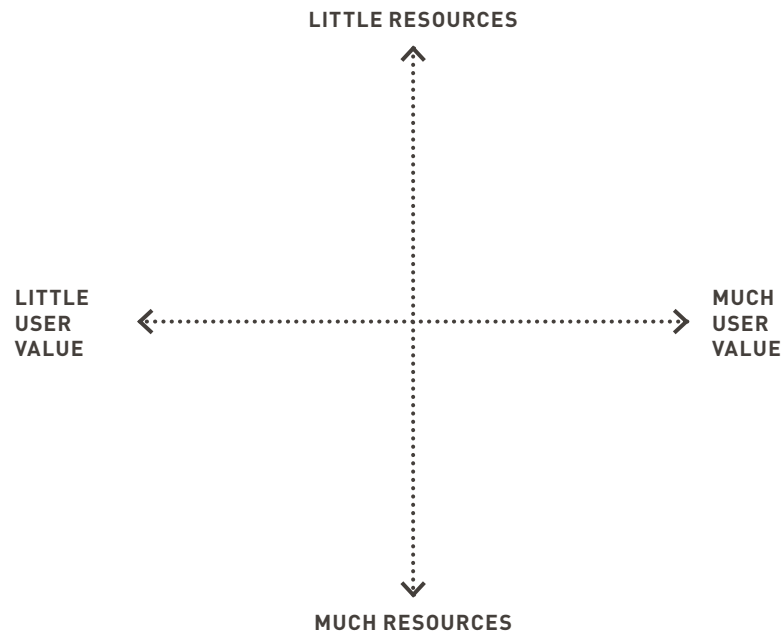 LITTLE RESOURCES
LITTLE
USER
VALUE
MUCH
USER
VALUE
MUCH RESOURCES